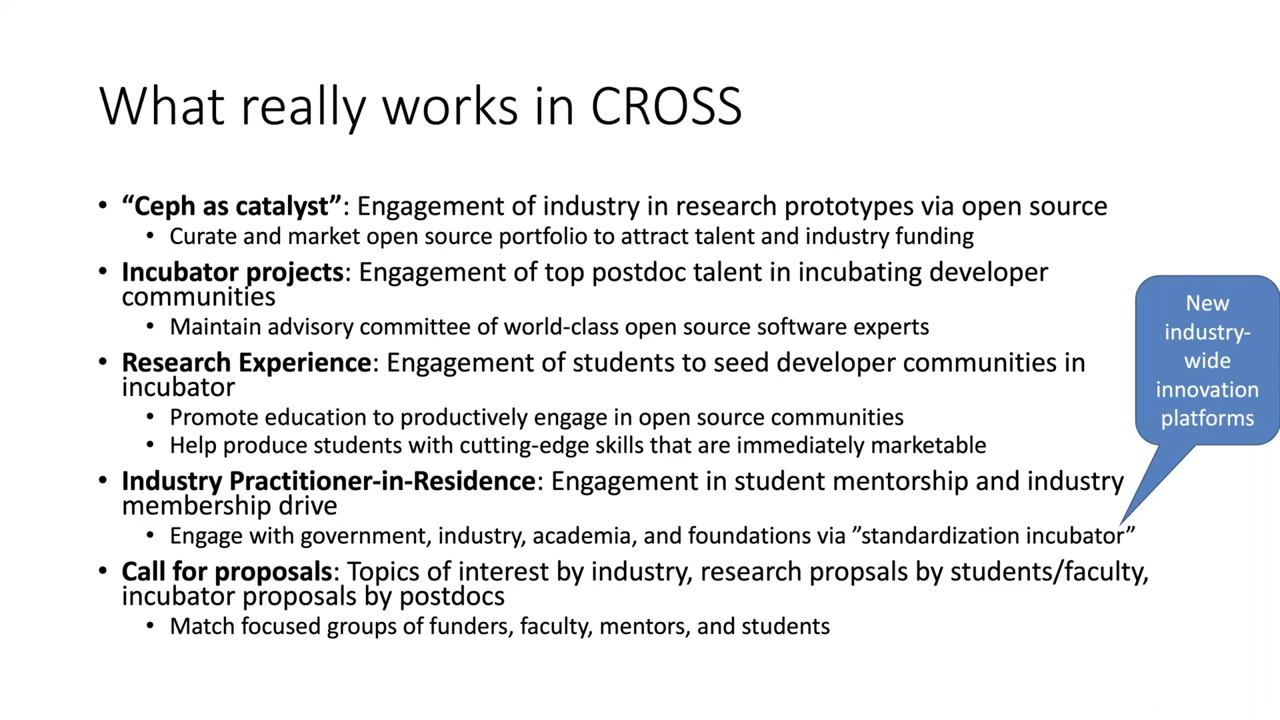 What really works in CROSS
• “Ceph as catalyst”: Engagement of industry in research prototypes via open source
• Curate and market open source portfolio to attract talent and industry funding
• Incubator projects: Engagement of top postdoc talent in incubating developer
communities
• Maintain advisory committee of world-class open source software experts
• Research Experience: Engagement of students to seed developer communities in
incubator
• Promote education to productively engage in open source communities
• Help produce students with cutting-edge skills that are immediately marketable
• Industry Practitioner-in-Residence: Engagement in student mentorship and industry
membership drive
• Engage with government, industry, academia, and foundations via ”standardization incubator”
• Call for proposals: Topics of interest by industry, research propsals by students/faculty,
incubator proposals by postdocs
• Match focused groups of funders, faculty, mentors, and students
New
industry-
wide
innovation
platforms